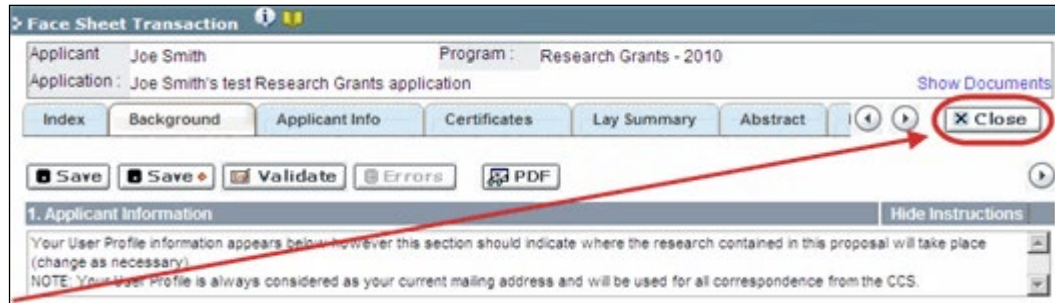 Face Sheet Transaction
Applicant Joe Smith Program : Research Grants - 2010
Application : Joe Smith's test Research Grants application Show Documents
Index Background Applicant Info Certificates Lay Summary Abstract Close
Save Save Validate Errors PDF
1. Applicant Information Hide Instructions
Your User Profile information appears below however this section should indicate where the research contained in this proposal will take place
(change as necessary)
NOTE: Your User Profile is always considered as your current mailing address and will be used for all correspondence from the CCS.